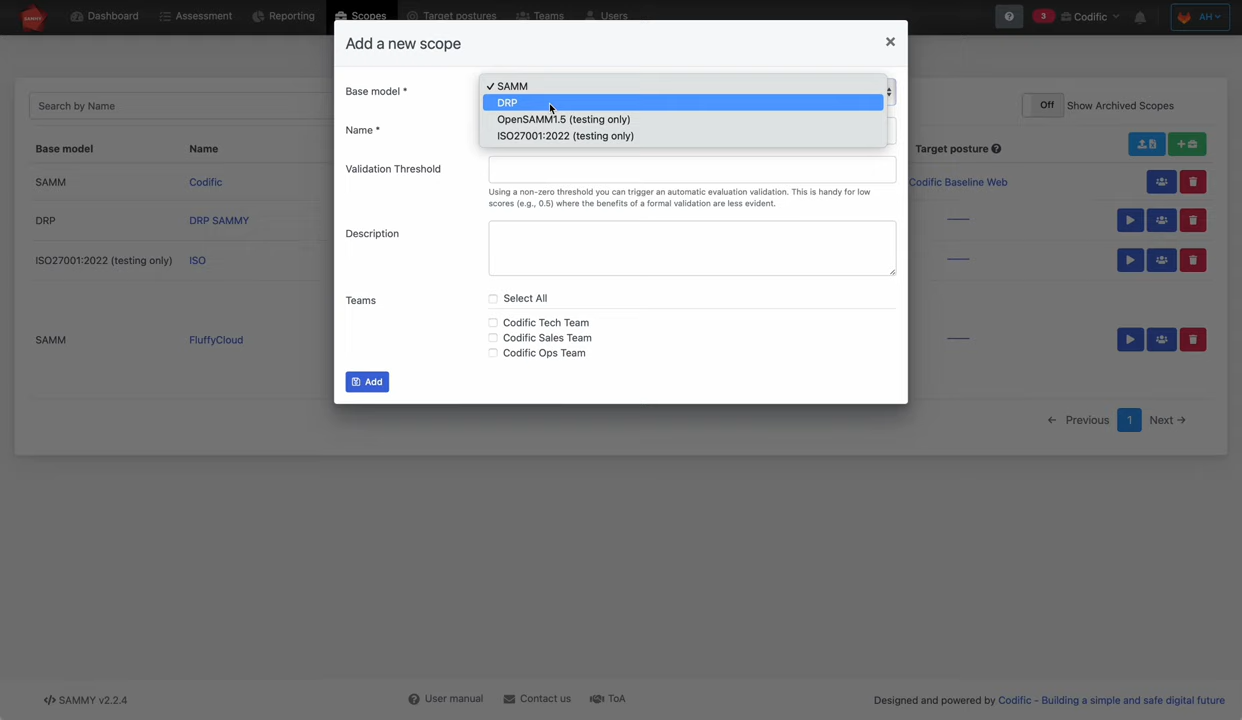 SAMMY
Dashboard
Assessment
Reporting
Scopes
Target postures
Teams
Users
?
3
Codific
AH
Add a new scope
×
Base model *
✓ SAMM
DRP
OpenSAMM1.5 (testing only)
ISO27001:2022 (testing only)
Name *
Validation Threshold
Using a non-zero threshold you can trigger an automatic evaluation validation. This is handy for low
scores (e.g., 0.5) where the benefits of a formal validation are less evident.
Description
Teams
Select All
Codific Tech Team
Codific Sales Team
Codific Ops Team
Add
Search by Name
Off
Show Archived Scopes
Base model
Name
Target posture ?
SAMM
Codific
Codific Baseline Web
DRP
DRP SAMMY
ISO27001:2022 (testing only)
ISO
SAMM
FluffyCloud
← Previous
1
Next →
</> SAMMY v2.2.4
User manual
Contact us
ToA
Designed and powered by Codific - Building a simple and safe digital future